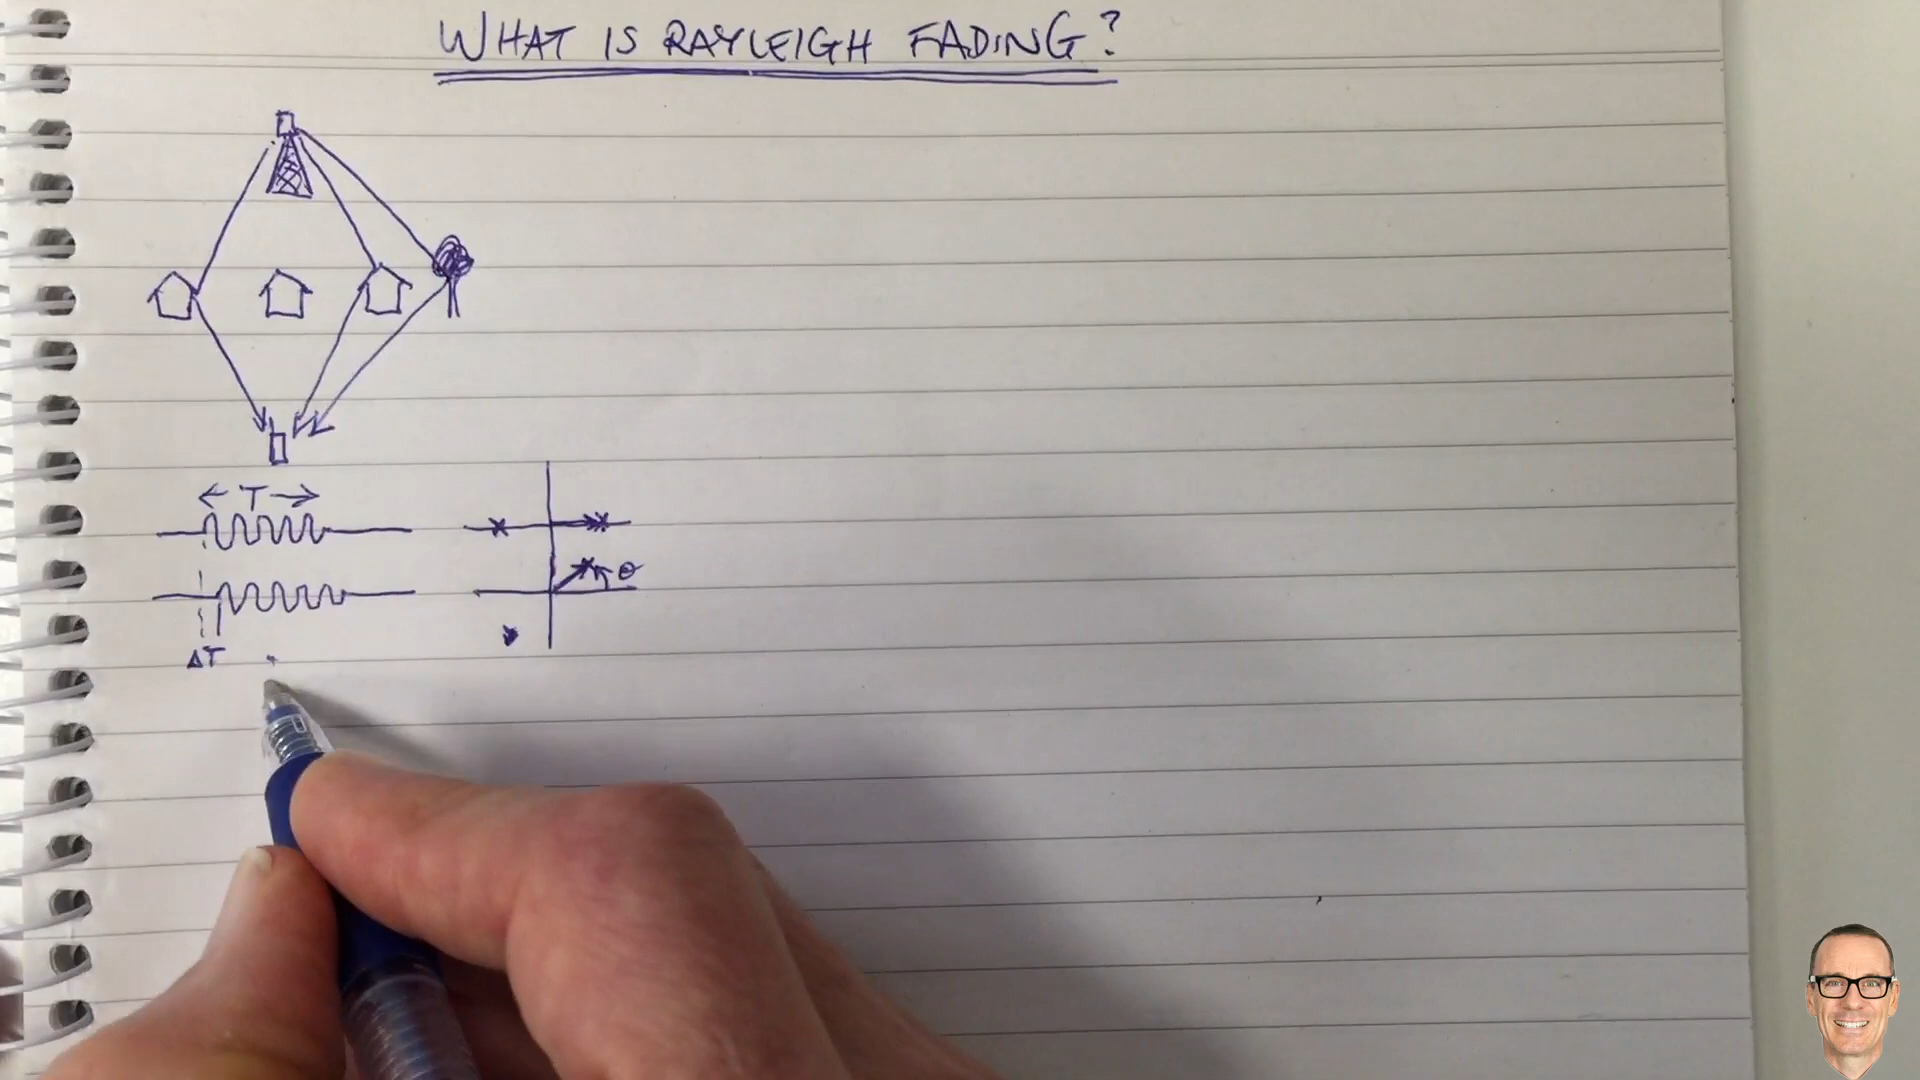 WHAT IS RAYLEIGH FADING?
T
θ
ΔT